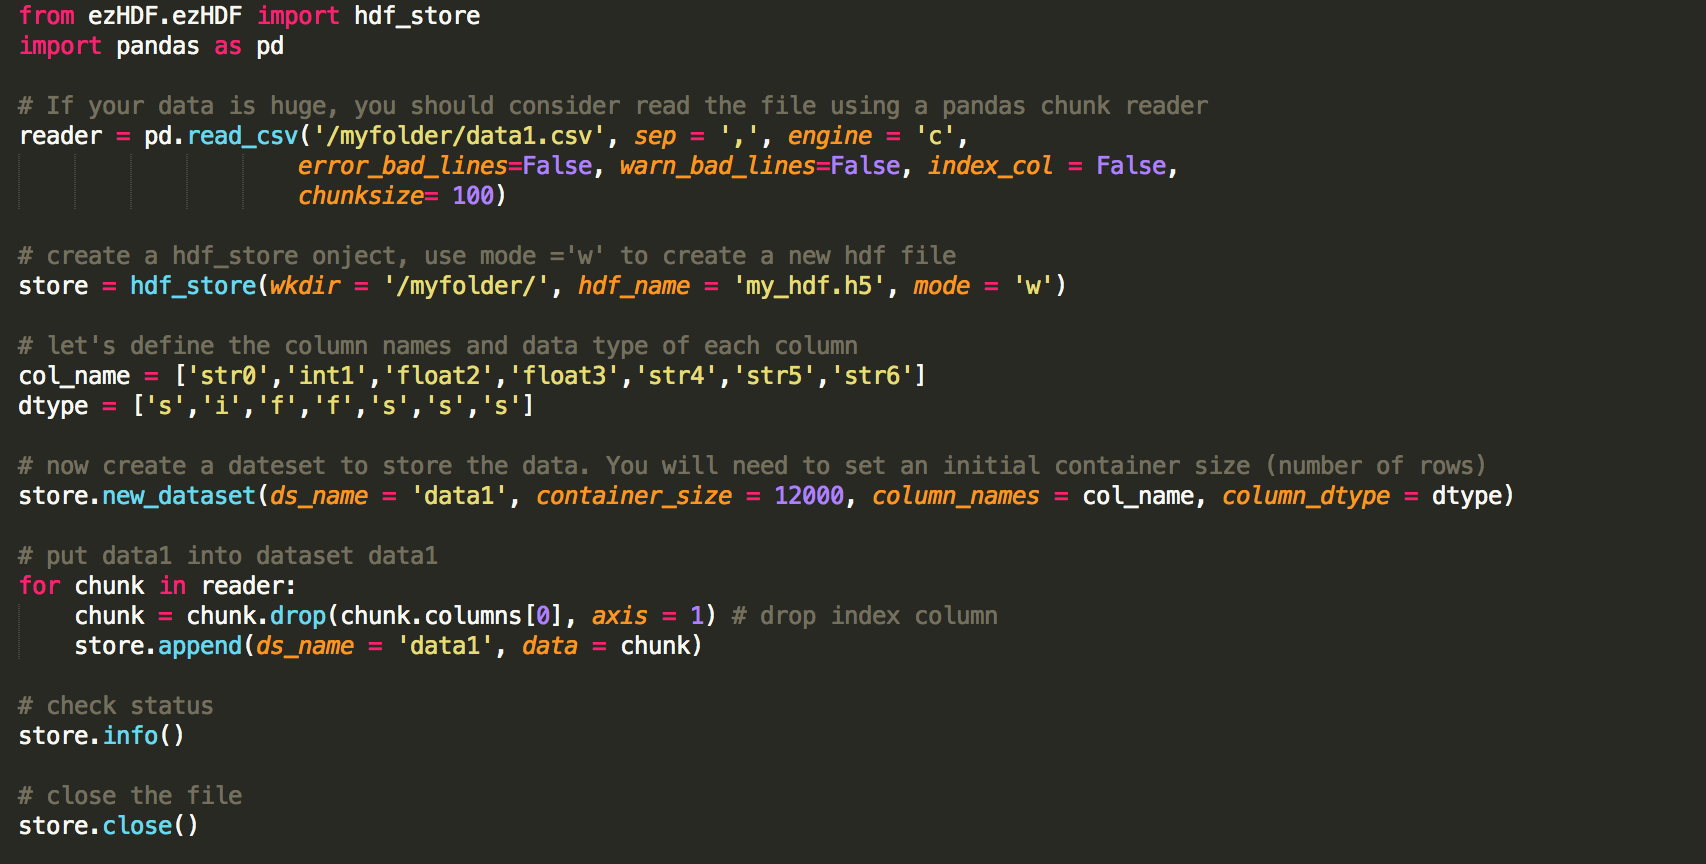 from ezHDF.ezHDF import hdf_store
import pandas as pd
# If your data is huge, you should consider read the file using a pandas chunk reader
reader = pd.read_csv('/myfolder/data1.csv', sep = ',', engine = 'c',
error_bad_lines=False, warn_bad_lines=False, index_col = False,
chunksize= 100)
# create a hdf_store onject, use mode ='w' to create a new hdf file
store = hdf_store(wkdir = '/myfolder/', hdf_name = 'my_hdf.h5', mode = 'w')
# let's define the column names and data type of each column
col_name = ['str0','int1','float2','float3','str4','str5','str6']
dtype = ['s','i','f','f','s','s','s']
# now create a dateset to store the data. You will need to set an initial container size (number of rows)
store.new_dataset(ds_name = 'data1', container_size = 12000, column_names = col_name, column_dtype = dtype)
# put data1 into dataset data1
for chunk in reader:
    chunk = chunk.drop(chunk.columns[0], axis = 1) # drop index column
    store.append(ds_name = 'data1', data = chunk)
# check status
store.info()
# close the file
store.close()